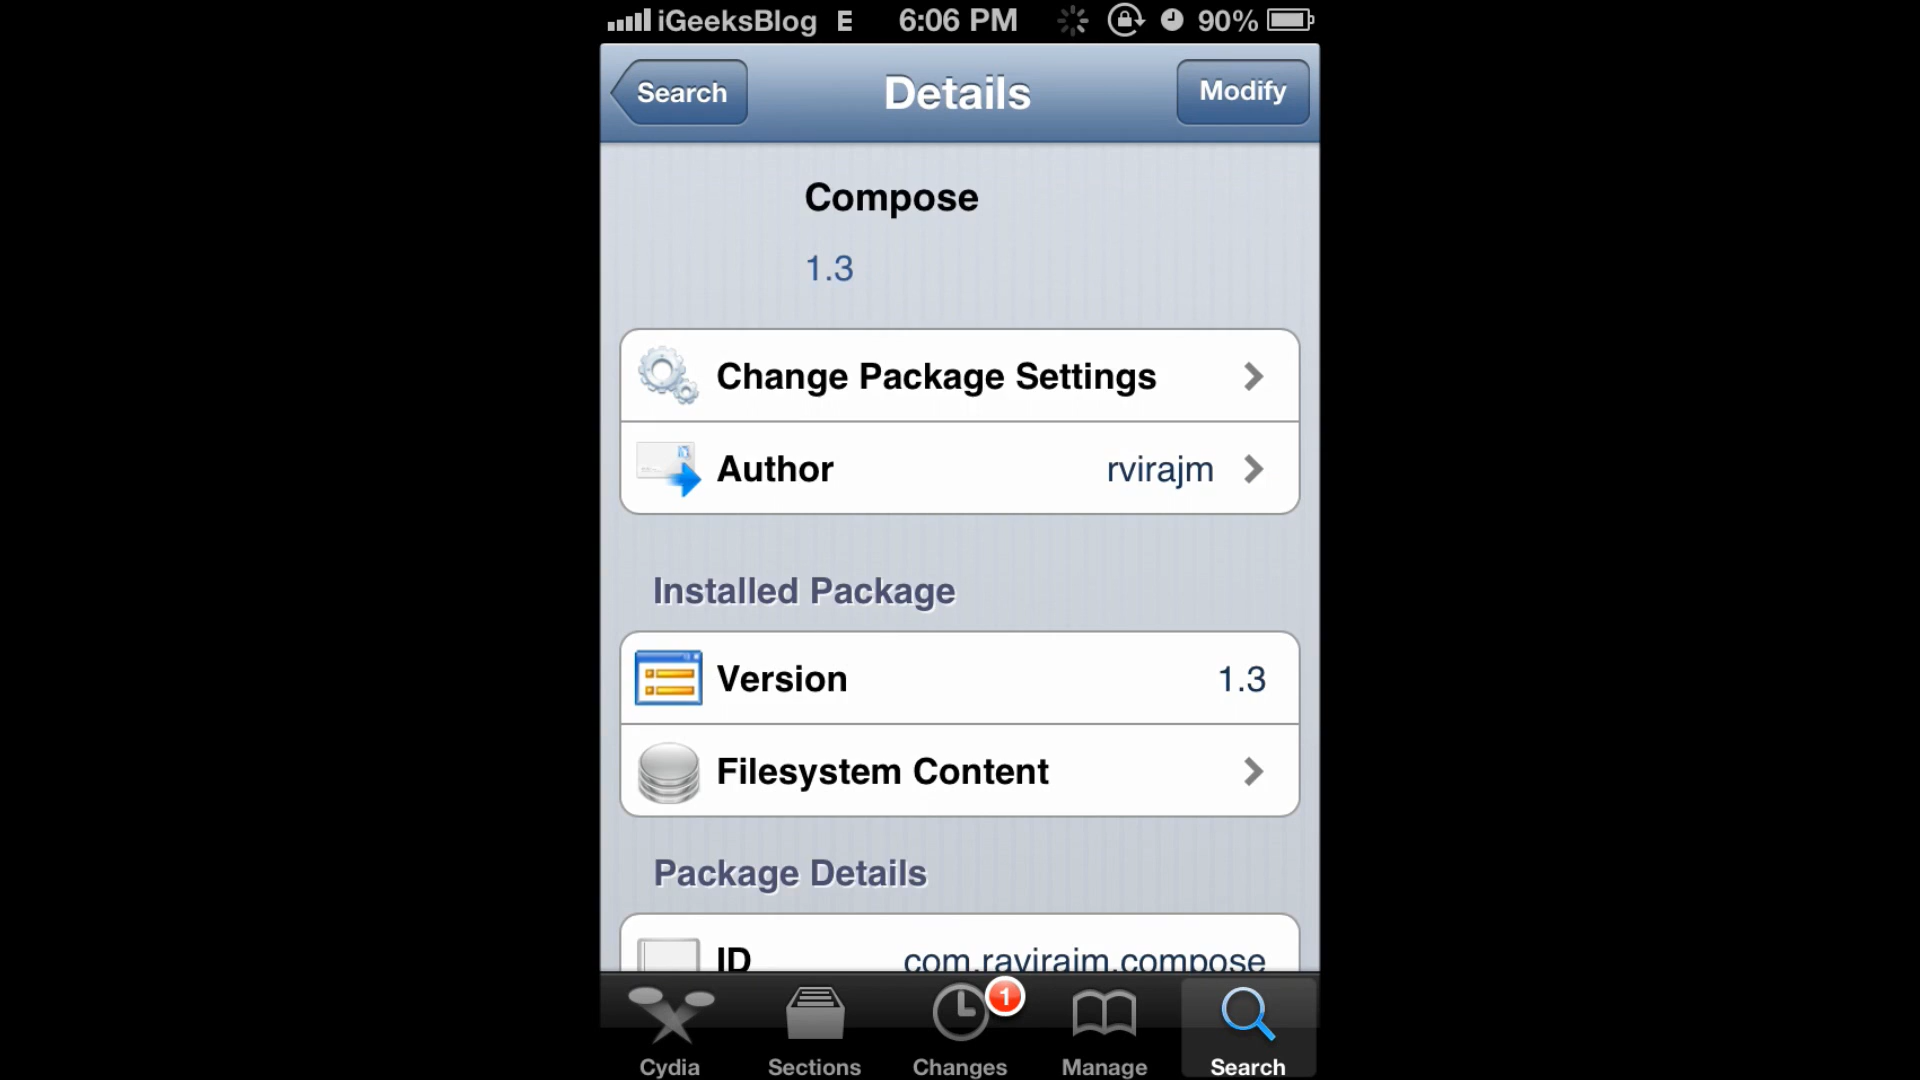 iGeeksBlog E 6:06 PM 90%
Search Details Modify
Compose
1.3
Change Package Settings
Author rvirajm
Installed Package
Version 1.3
Filesystem Content
Package Details
ID com.ravirajm.compose
1
Cydia Sections Changes Manage Search